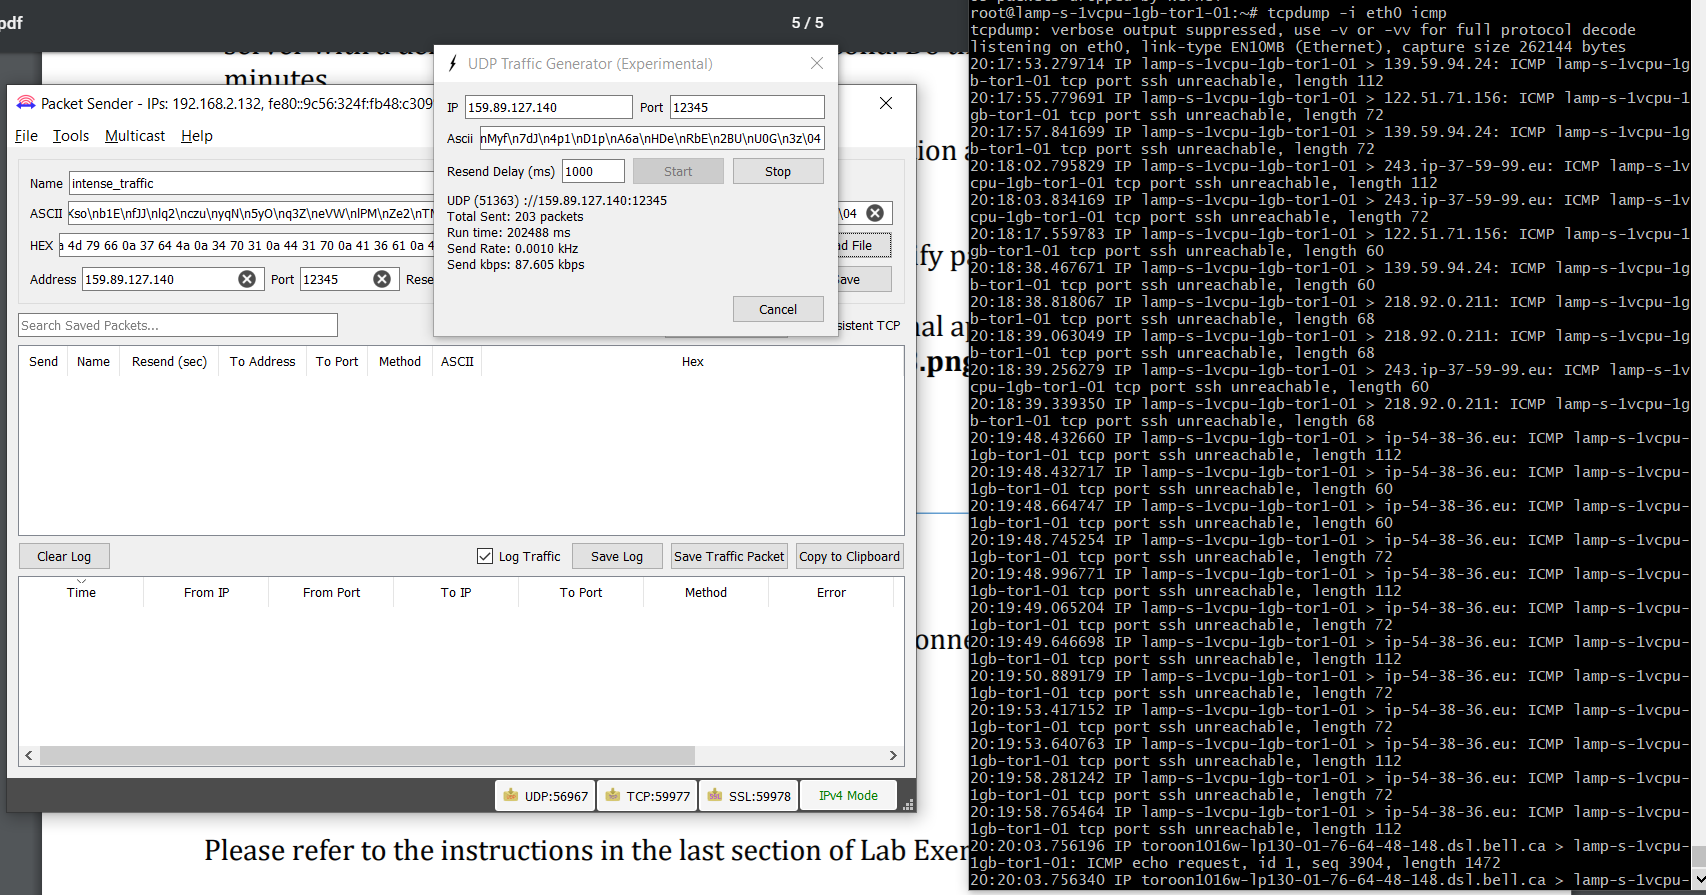 pdf
5 / 5
minutes
Packet Sender - IPs: 192.168.2.132, fe80::9c56:324f:fb48:c309
File Tools Multicast Help
Name intense_traffic
ASCII Kso\nb1E\nfJJ\nlq2\nczu\nyqN\n5yO\nq3Z\neVW\nlPM\nZe2\nTM
\04
HEX a 4d 79 66 0a 37 64 4a 0a 34 70 31 0a 44 31 70 0a 41 36 61 0a 4
ad File
Address 159.89.127.140 Port 12345 Rese
ave
Search Saved Packets...
sistent TCP
Send Name Resend (sec) To Address To Port Method ASCII Hex
Clear Log Log Traffic Save Log Save Traffic Packet Copy to Clipboard
Time From IP From Port To IP To Port Method Error
UDP:56967 TCP:59977 SSL:59978 IPv4 Mode
UDP Traffic Generator (Experimental)
IP 159.89.127.140 Port 12345
Ascii nMyf\n7dJ\n4p1\nD1p\nA6a\nHDe\nRbE\n2BU\nU0G\n3z\04
Resend Delay (ms) 1000 Start Stop
UDP (51363) ://159.89.127.140:12345
Total Sent: 203 packets
Run time: 202488 ms
Send Rate: 0.0010 kHz
Send kbps: 87.605 kbps
Cancel
ion a
ify pa
nal ap
.png
onne
Please refer to the instructions in the last section of Lab Exer
root@lamp-s-1vcpu-1gb-tor1-01:~# tcpdump -i eth0 icmp
tcpdump: verbose output suppressed, use -v or -vv for full protocol decode
listening on eth0, link-type EN10MB (Ethernet), capture size 262144 bytes
20:17:53.279714 IP lamp-s-1vcpu-1gb-tor1-01 > 139.59.94.24: ICMP lamp-s-1vcpu-1g
b-tor1-01 tcp port ssh unreachable, length 112
20:17:55.779691 IP lamp-s-1vcpu-1gb-tor1-01 > 122.51.71.156: ICMP lamp-s-1vcpu-1
gb-tor1-01 tcp port ssh unreachable, length 72
20:17:57.841699 IP lamp-s-1vcpu-1gb-tor1-01 > 139.59.94.24: ICMP lamp-s-1vcpu-1g
b-tor1-01 tcp port ssh unreachable, length 72
20:18:02.795829 IP lamp-s-1vcpu-1gb-tor1-01 > 243.ip-37-59-99.eu: ICMP lamp-s-1v
cpu-1gb-tor1-01 tcp port ssh unreachable, length 112
20:18:03.834169 IP lamp-s-1vcpu-1gb-tor1-01 > 243.ip-37-59-99.eu: ICMP lamp-s-1v
cpu-1gb-tor1-01 tcp port ssh unreachable, length 72
20:18:17.559783 IP lamp-s-1vcpu-1gb-tor1-01 > 122.51.71.156: ICMP lamp-s-1vcpu-1
gb-tor1-01 tcp port ssh unreachable, length 60
20:18:38.467671 IP lamp-s-1vcpu-1gb-tor1-01 > 139.59.94.24: ICMP lamp-s-1vcpu-1g
b-tor1-01 tcp port ssh unreachable, length 60
20:18:38.818067 IP lamp-s-1vcpu-1gb-tor1-01 > 218.92.0.211: ICMP lamp-s-1vcpu-1g
b-tor1-01 tcp port ssh unreachable, length 68
20:18:39.063049 IP lamp-s-1vcpu-1gb-tor1-01 > 218.92.0.211: ICMP lamp-s-1vcpu-1g
b-tor1-01 tcp port ssh unreachable, length 68
20:18:39.256279 IP lamp-s-1vcpu-1gb-tor1-01 > 243.ip-37-59-99.eu: ICMP lamp-s-1v
cpu-1gb-tor1-01 tcp port ssh unreachable, length 60
20:18:39.339350 IP lamp-s-1vcpu-1gb-tor1-01 > 218.92.0.211: ICMP lamp-s-1vcpu-1g
b-tor1-01 tcp port ssh unreachable, length 68
20:19:48.432660 IP lamp-s-1vcpu-1gb-tor1-01 > ip-54-38-36.eu: ICMP lamp-s-1vcpu-
1gb-tor1-01 tcp port ssh unreachable, length 112
20:19:48.432717 IP lamp-s-1vcpu-1gb-tor1-01 > ip-54-38-36.eu: ICMP lamp-s-1vcpu-
1gb-tor1-01 tcp port ssh unreachable, length 60
20:19:48.664747 IP lamp-s-1vcpu-1gb-tor1-01 > ip-54-38-36.eu: ICMP lamp-s-1vcpu-
1gb-tor1-01 tcp port ssh unreachable, length 60
20:19:48.745254 IP lamp-s-1vcpu-1gb-tor1-01 > ip-54-38-36.eu: ICMP lamp-s-1vcpu-
1gb-tor1-01 tcp port ssh unreachable, length 72
20:19:48.996771 IP lamp-s-1vcpu-1gb-tor1-01 > ip-54-38-36.eu: ICMP lamp-s-1vcpu-
1gb-tor1-01 tcp port ssh unreachable, length 112
20:19:49.065204 IP lamp-s-1vcpu-1gb-tor1-01 > ip-54-38-36.eu: ICMP lamp-s-1vcpu-
1gb-tor1-01 tcp port ssh unreachable, length 72
20:19:49.646698 IP lamp-s-1vcpu-1gb-tor1-01 > ip-54-38-36.eu: ICMP lamp-s-1vcpu-
1gb-tor1-01 tcp port ssh unreachable, length 112
20:19:50.889179 IP lamp-s-1vcpu-1gb-tor1-01 > ip-54-38-36.eu: ICMP lamp-s-1vcpu-
1gb-tor1-01 tcp port ssh unreachable, length 72
20:19:53.417152 IP lamp-s-1vcpu-1gb-tor1-01 > ip-54-38-36.eu: ICMP lamp-s-1vcpu-
1gb-tor1-01 tcp port ssh unreachable, length 72
20:19:53.640763 IP lamp-s-1vcpu-1gb-tor1-01 > ip-54-38-36.eu: ICMP lamp-s-1vcpu-
1gb-tor1-01 tcp port ssh unreachable, length 112
20:19:58.281242 IP lamp-s-1vcpu-1gb-tor1-01 > ip-54-38-36.eu: ICMP lamp-s-1vcpu-
1gb-tor1-01 tcp port ssh unreachable, length 72
20:19:58.765464 IP lamp-s-1vcpu-1gb-tor1-01 > ip-54-38-36.eu: ICMP lamp-s-1vcpu-
1gb-tor1-01 tcp port ssh unreachable, length 112
20:20:03.756196 IP toroon1016w-lp130-01-76-64-48-148.dsl.bell.ca > lamp-s-1vcpu-
1gb-tor1-01: ICMP echo request, id 1, seq 3904, length 1472
20:20:03.756340 IP toroon1016w-lp130-01-76-64-48-148.dsl.bell.ca > lamp-s-1vcpu-